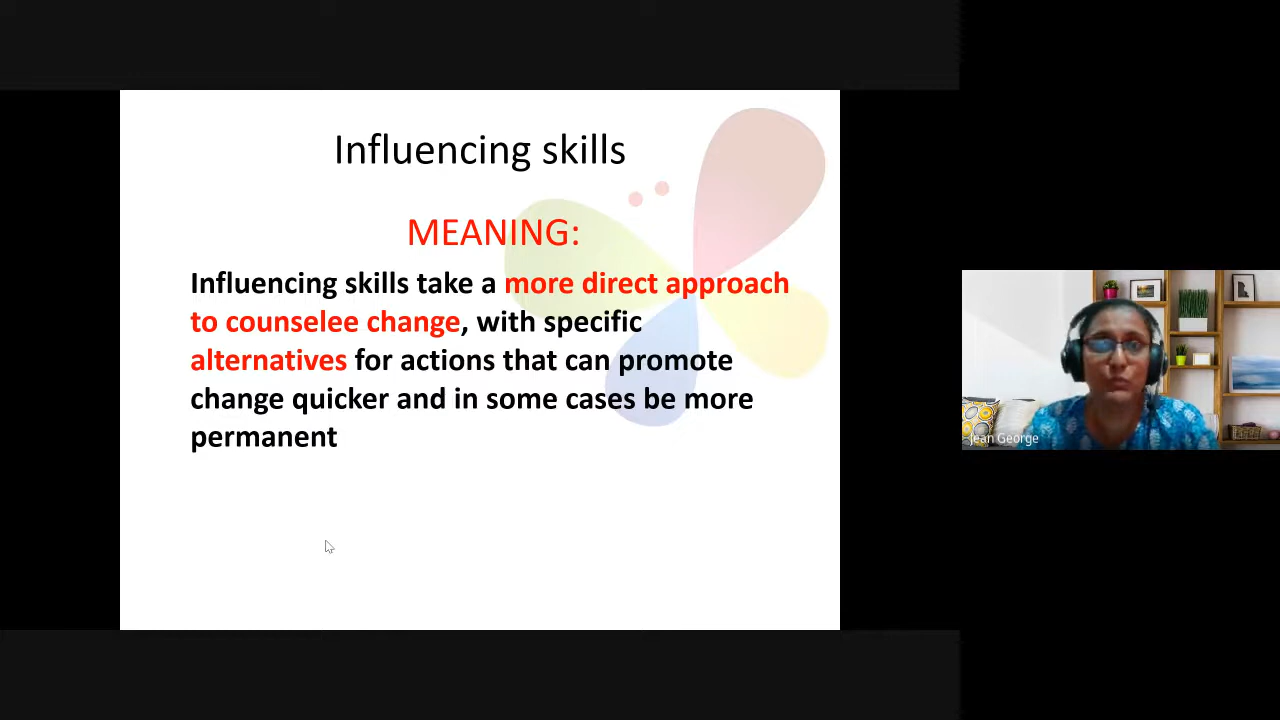 Influencing skills
MEANING:
Influencing skills take a more direct approach
to counselee change, with specific
alternatives for actions that can promote
change quicker and in some cases be more
permanent
Jean George